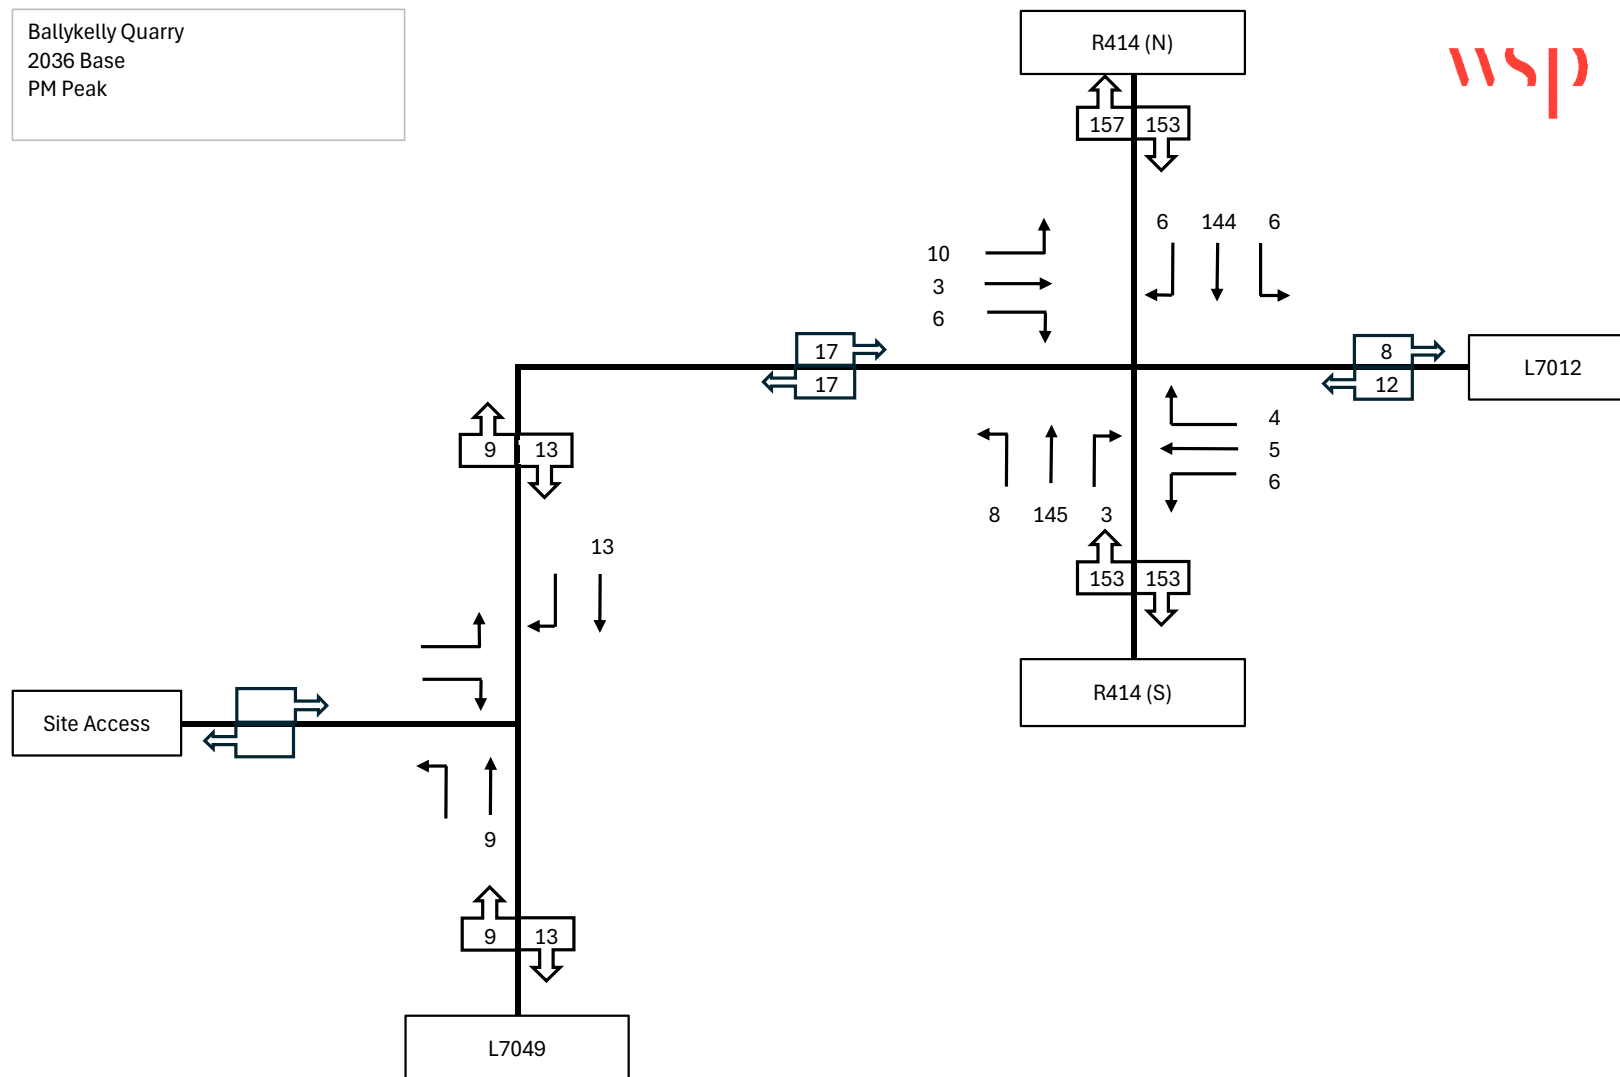 Ballykelly Quarry
2036 Base
PM Peak
R414 (N)
wsp
157 153
6 144 6
10
3
6
17
17
8
12
L7012
4
5
6
9 13
8 145 3
13
153 153
R414 (S)
Site Access
9
9 13
L7049